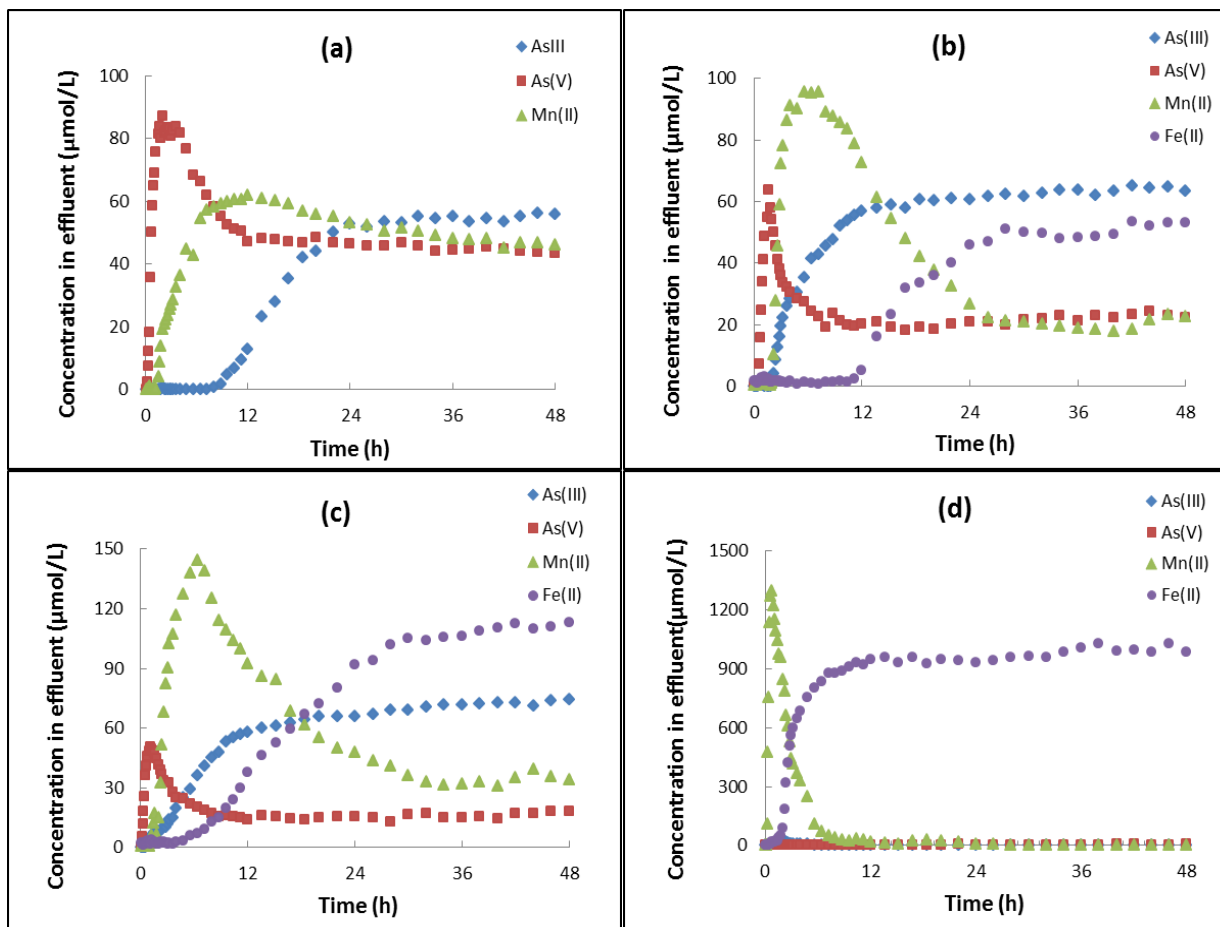 (a)
AsIII
As(V)
Mn(II)
Concentration in effluent (µmol/L)
100
80
60
40
20
0
0 12 24 36 48
Time (h)
(b)
As(III)
As(V)
Mn(II)
Fe(II)
Concentration in effluent (µmol/L)
100
80
60
40
20
0
0 12 24 36 48
Time (h)
(c)
As(III)
As(V)
Mn(II)
Fe(II)
Concentration in effluent (µmol/L)
150
120
90
60
30
0
0 12 24 36 48
Time (h)
(d)
As(III)
As(V)
Mn(II)
Fe(II)
Concentration in effluent(µmol/L)
1500
1200
900
600
300
0
0 12 24 36 48
Time (h)